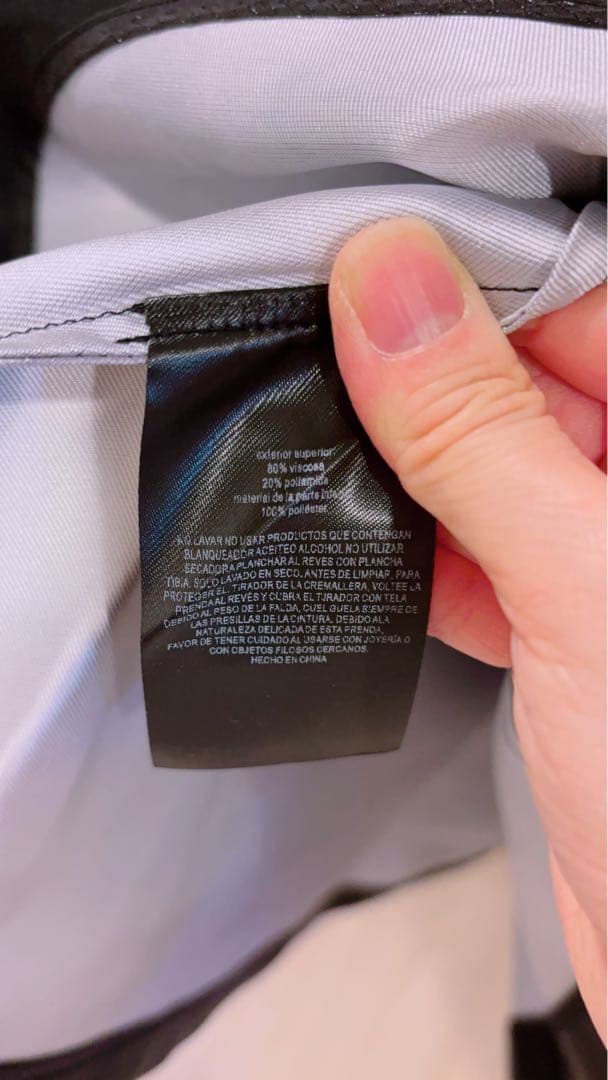 exterior superior:
80% viscosa
20% poliamida
material de la parte
100% poliéster
NO LAVAR NO USAR PRODUCTOS QUE CONTENGAN
BLANQUEADOR ACEITE O ALCOHOL NO UTILIZAR
SECADORA PLANCHAR AL REVES CON PLANCHA
TIBIA. SOLO LAVADO EN SECO. ANTES DE LIMPIAR, PARA
PROTEGER EL TIRADOR DE LA CREMALLERA, VOLTEE LA
PRENDA AL REVES Y CUBRA EL TIRADOR CON TELA
DEBIDO AL PESO DE LA FALDA, CUELGUELA SIEMPRE DE
LAS PRESILLAS DE LA CINTURA. DEBIDO A LA
NATURALEZA DELICADA DE ESTA PRENDA,
FAVOR DE TENER CUIDADO AL USARSE CON JOYERIA O
CON OBJETOS FILOSOS CERCANOS.
HECHO EN CHINA